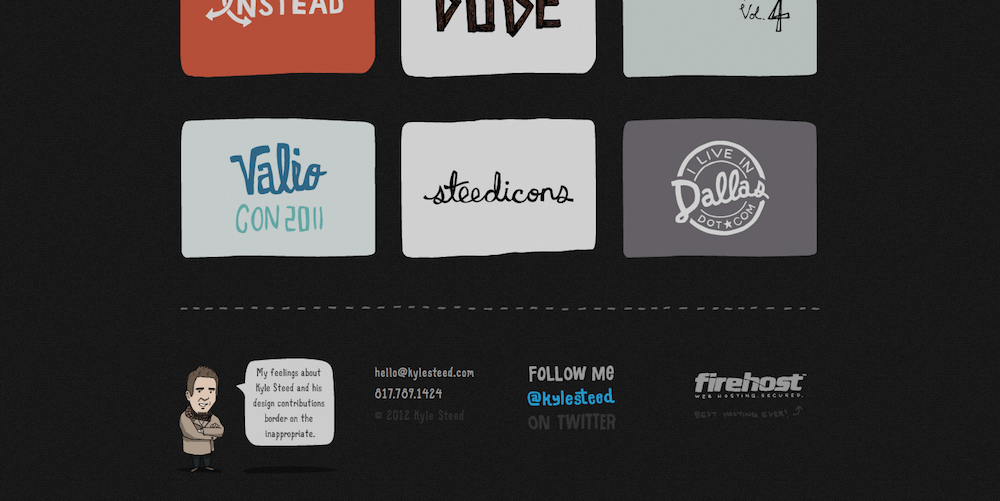 INSTEAD
DUDE
Vol. 4
Valio
CON 2011
steedicons
I LIVE IN
Dallas
DOT★COM
My feelings about
Kyle Steed and his
design contributions
border on the
inappropriate.
hello@kylesteed.com
817.789.1424
© 2012 Kyle Steed
FOLLOW ME
@kylesteed
ON TWITTER
firehost™
WEB HOSTING. SECURED.
BEST HOSTING EVER!